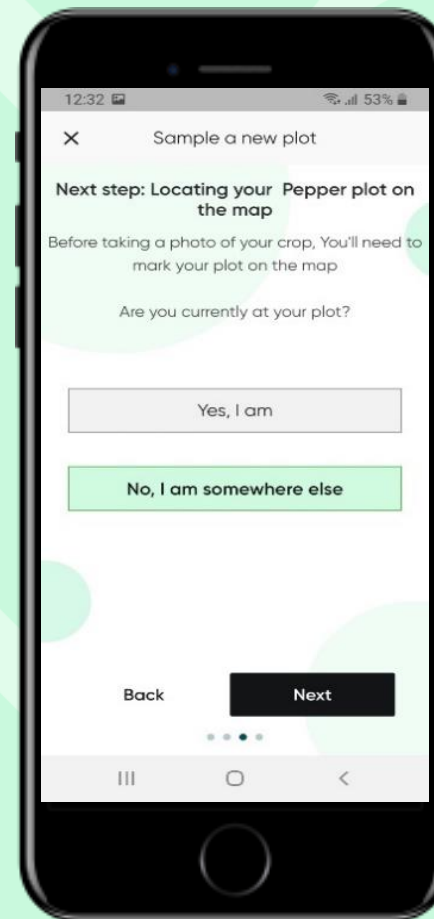 12:32 53%
Sample a new plot
Next step: Locating your Pepper plot on
the map
Before taking a photo of your crop, You'll need to
mark your plot on the map
Are you currently at your plot?
Yes, I am
No, I am somewhere else
Back Next